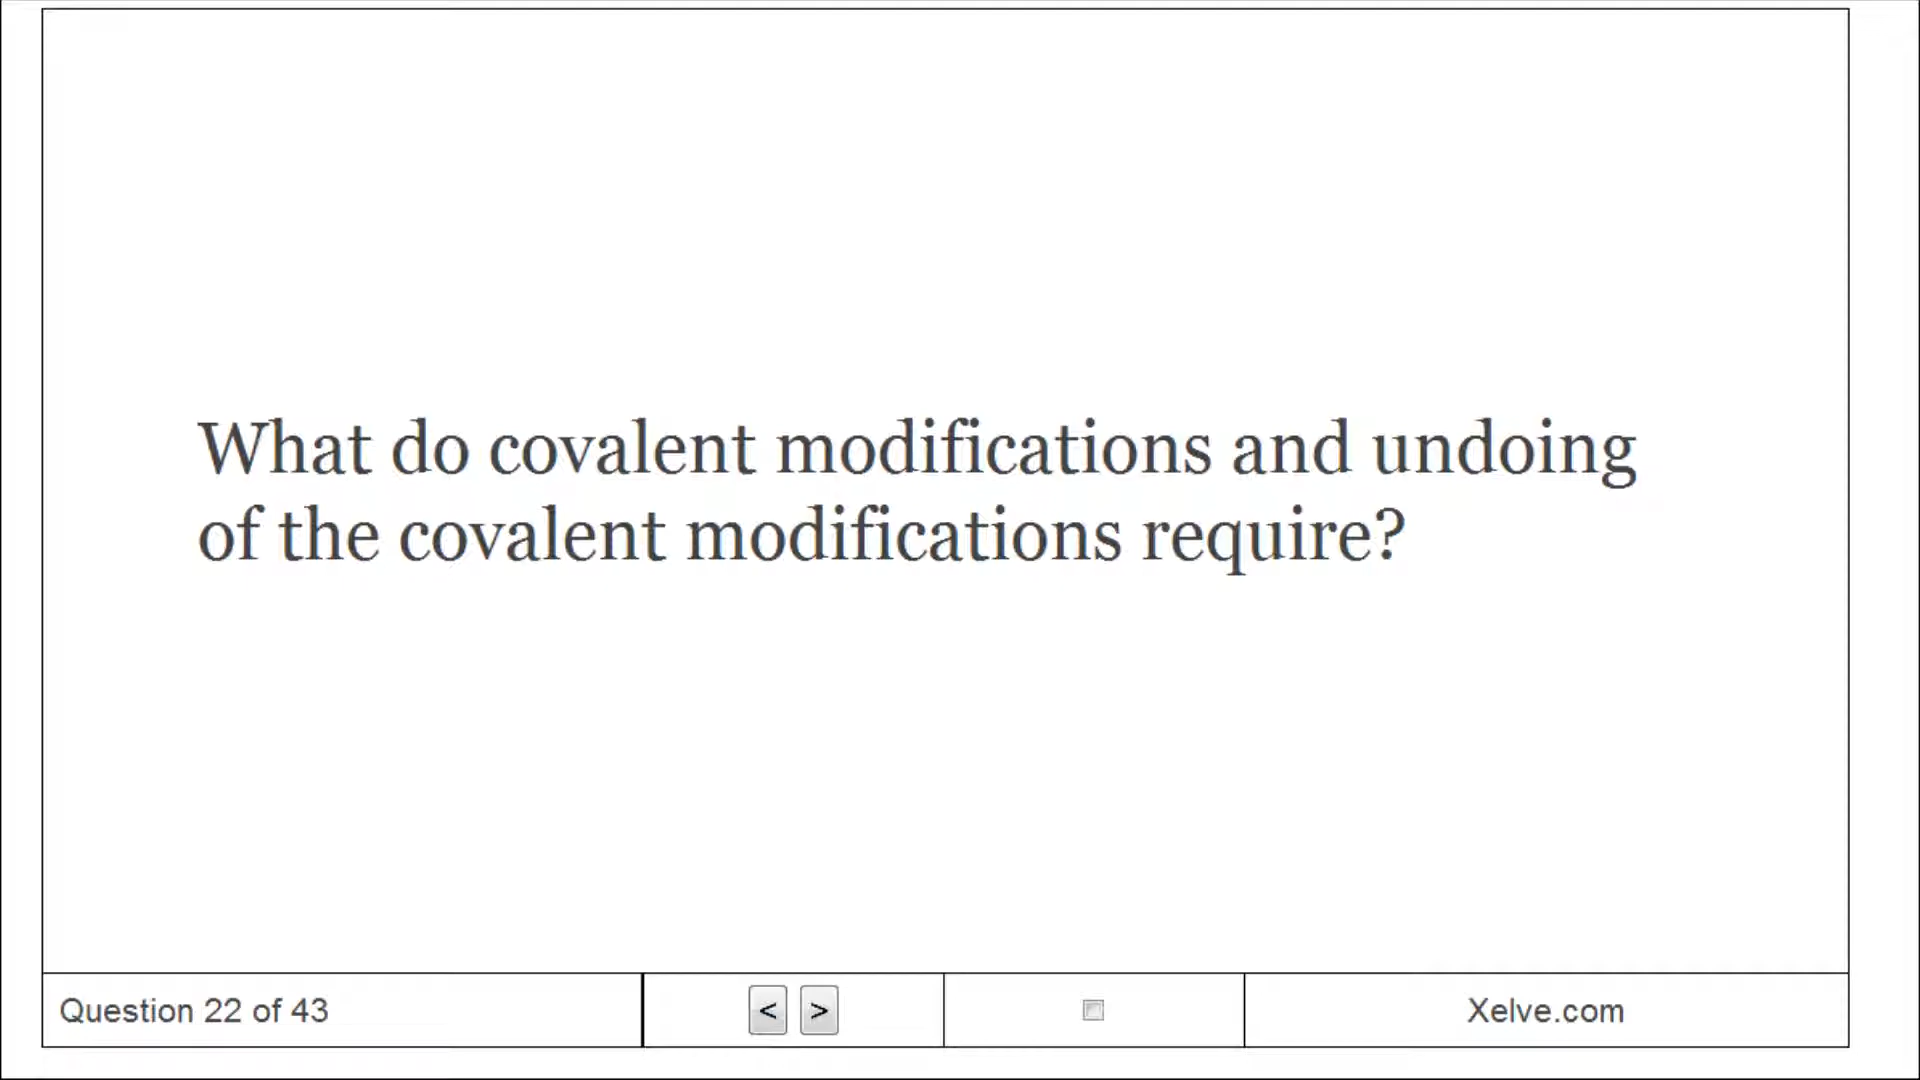 What do covalent modifications and undoing
of the covalent modifications require?
Question 22 of 43
< >
Xelve.com